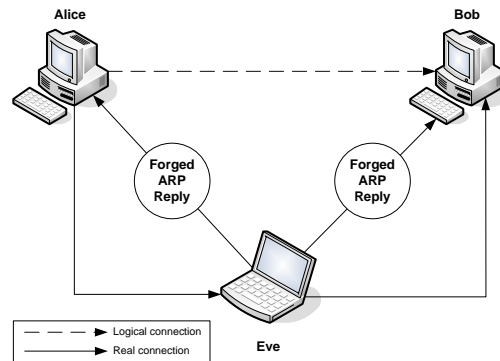 Alice
Bob
Forged
ARP
Reply
Forged
ARP
Reply
Eve
Logical connection
Real connection